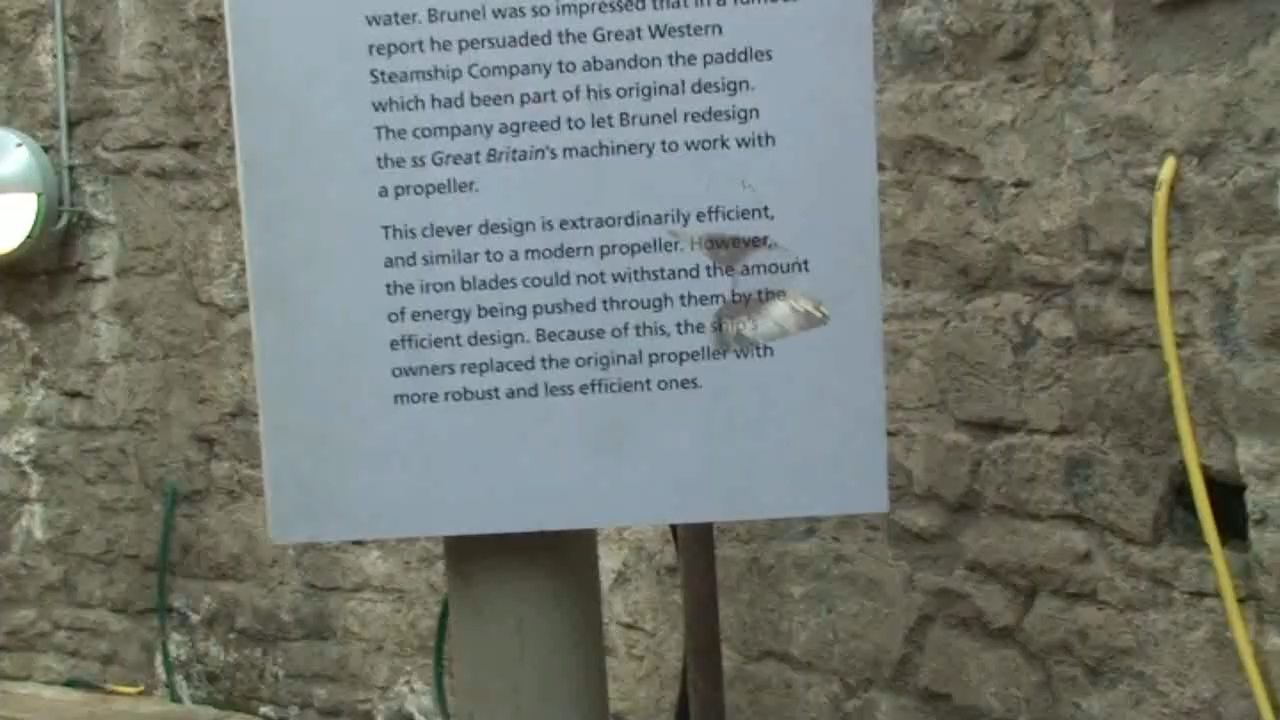 water. Brunel was so impressed that in a
report he persuaded the Great Western
Steamship Company to abandon the paddles
which had been part of his original design.
The company agreed to let Brunel redesign
the ss Great Britain's machinery to work with
a propeller.
This clever design is extraordinarily efficient,
and similar to a modern propeller. However,
the iron blades could not withstand the amount
of energy being pushed through them by the
efficient design. Because of this, the ship's
owners replaced the original propeller with
more robust and less efficient ones.